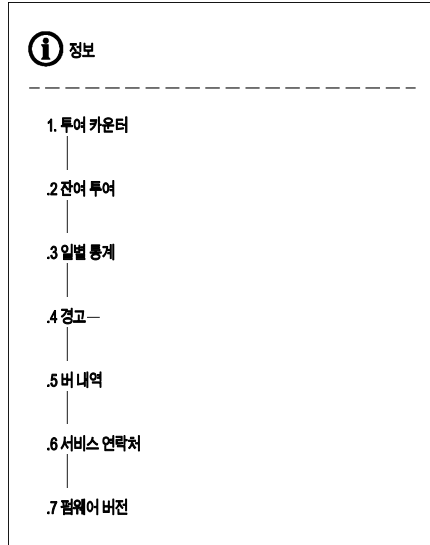 정보
1. 투여 카운터
.2 잔여 투여
.3 일별 통계
.4 경고
.5 버 내역
.6 서비스 연락처
.7 펌웨어 버전